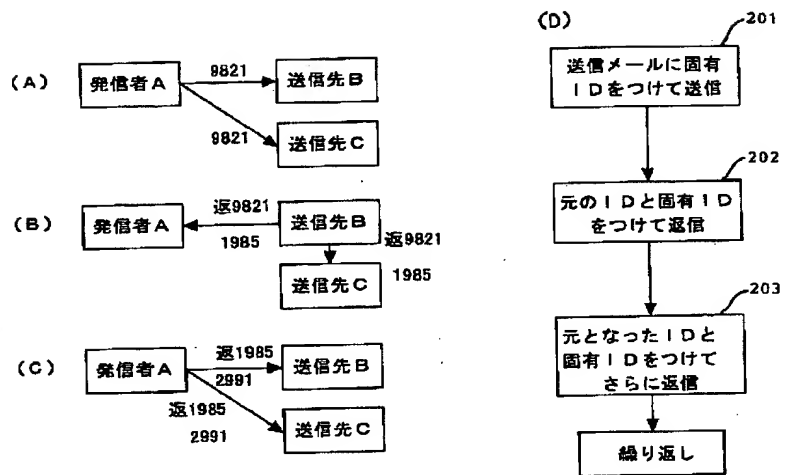 (A)
発信者A
9821
送信先B
9821
送信先C
(B)
発信者A
返9821
1985
送信先B
返9821
1985
送信先C
(C)
発信者A
返1985
2991
送信先B
返1985
2991
送信先C
(D)
201
送信メールに固有
IDをつけて送信
202
元のIDと固有ID
をつけて返信
203
元となったIDと
固有IDをつけて
さらに返信
繰り返し